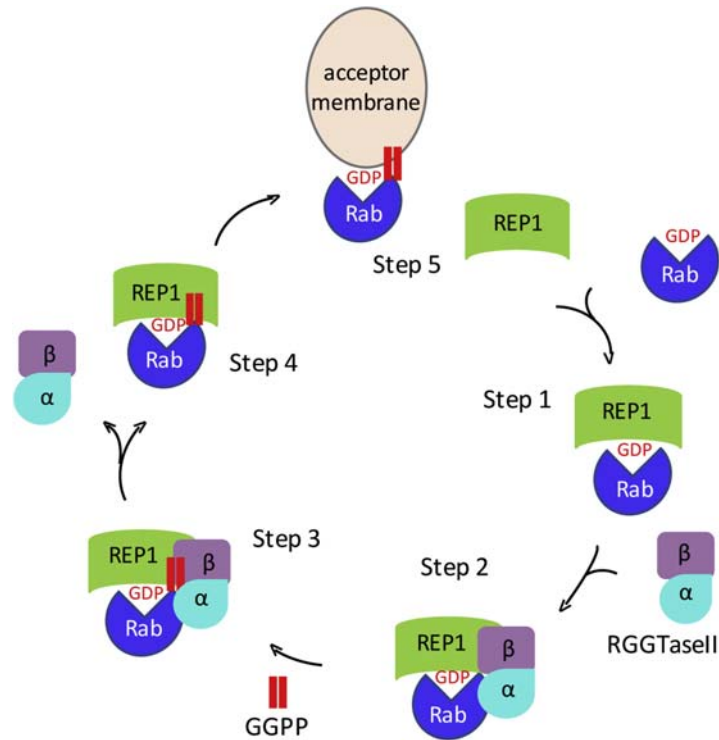 acceptor
membrane
GDP
Rab
Step 5
REP1
GDP
Rab
Step 1
REP1
GDP
Rab
β
α
RGGTaseII
Step 2
REP1
β
GDP
α
Rab
GGPP
Step 3
REP1
β
GDP
α
Rab
β
α
Step 4
REP1
GDP
Rab